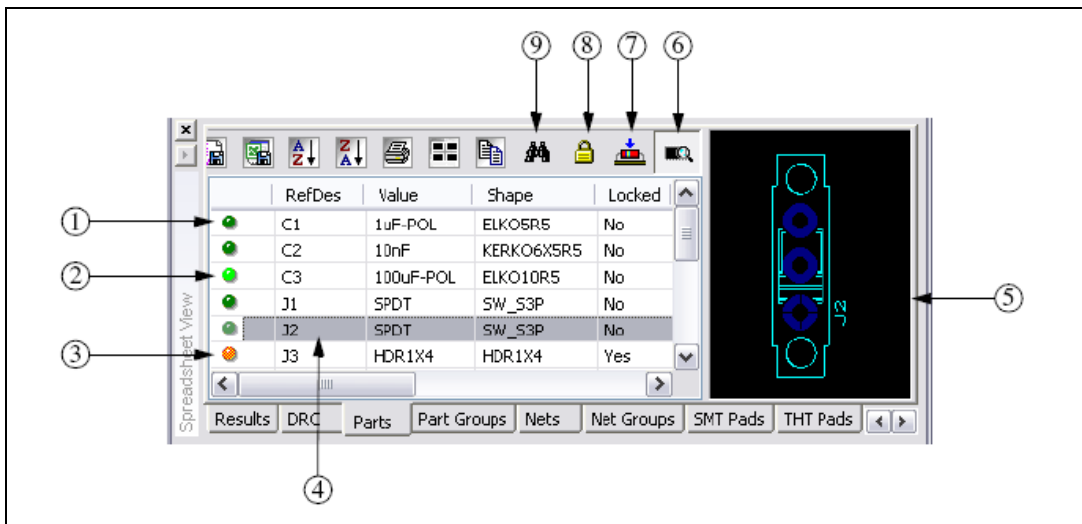 9 8 7 6
A Z Z A
RefDes Value Shape Locked
1 C1 1uF-POL ELKO5R5 No
C2 10nF KERKO6X5R5 No
2 C3 100uF-POL ELKO10R5 No
J1 SPDT SW_S3P No
J2 SPDT SW_S3P No
3 J3 HDR1X4 HDR1X4 Yes
Spreadsheet View
J2
5
Results DRC Parts Part Groups Nets Net Groups SMT Pads THT Pads
4